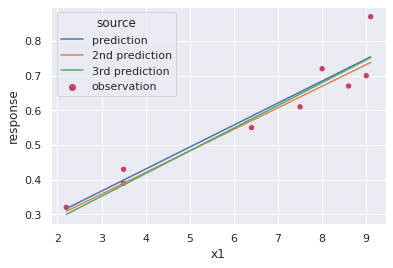 source
prediction
2nd prediction
3rd prediction
observation
0.8
0.7
0.6
0.5
0.4
0.3
response
2 3 4 5 6 7 8 9
x1